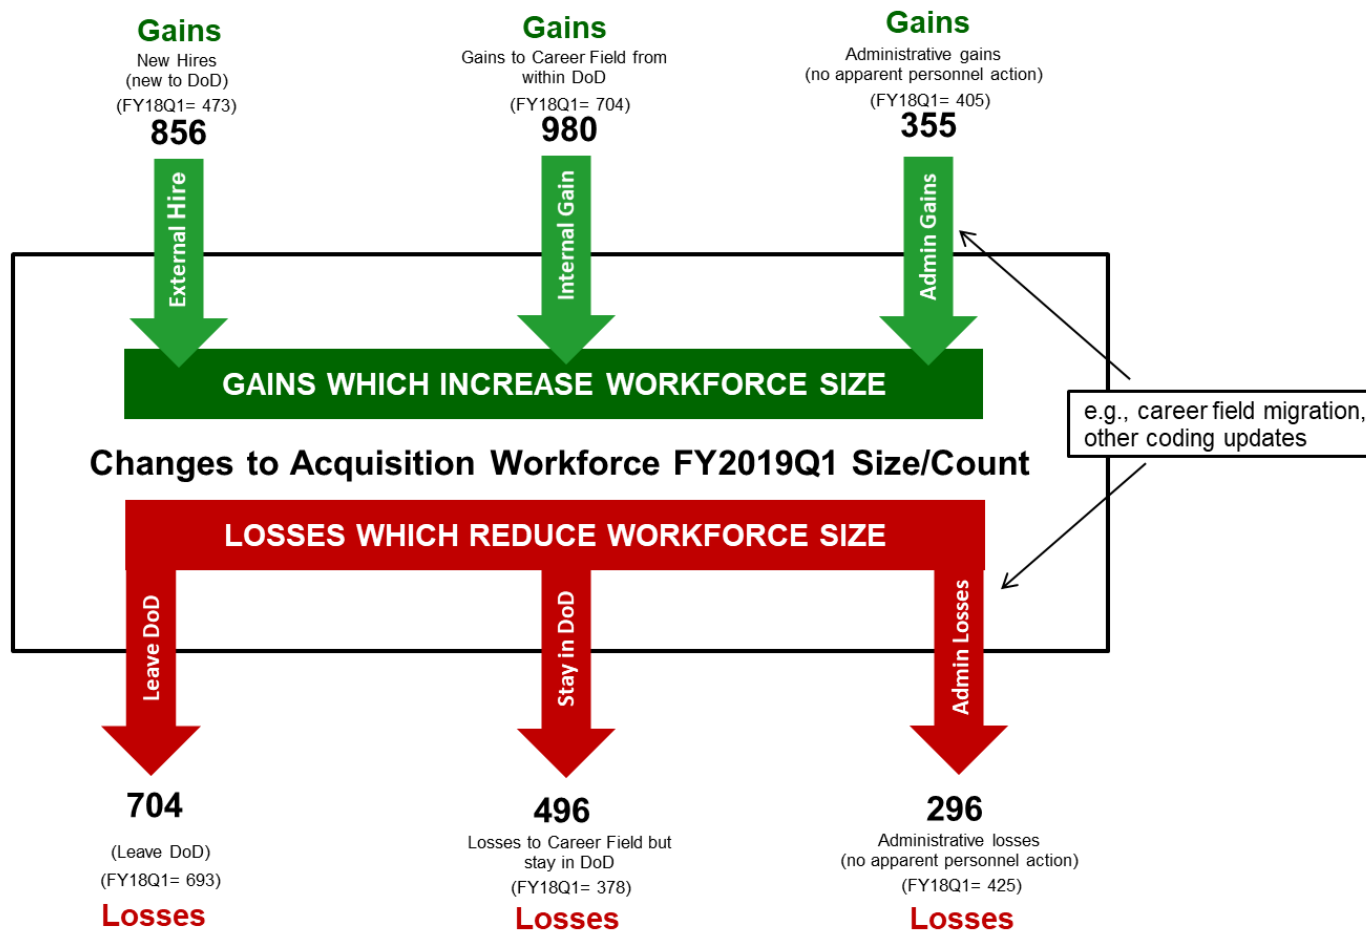 Gains
New Hires
(new to DoD)
(FY18Q1= 473)
856
External Hire
Gains
Gains to Career Field from
within DoD
(FY18Q1= 704)
980
Internal Gain
Gains
Administrative gains
(no apparent personnel action)
(FY18Q1= 405)
355
Admin Gains
GAINS WHICH INCREASE WORKFORCE SIZE
e.g., career field migration,
other coding updates
Changes to Acquisition Workforce FY2019Q1 Size/Count
LOSSES WHICH REDUCE WORKFORCE SIZE
Leave DoD
704
(Leave DoD)
(FY18Q1= 693)
Losses
Stay in DoD
496
Losses to Career Field but
stay in DoD
(FY18Q1= 378)
Losses
Admin Losses
296
Administrative losses
(no apparent personnel action)
(FY18Q1= 425)
Losses